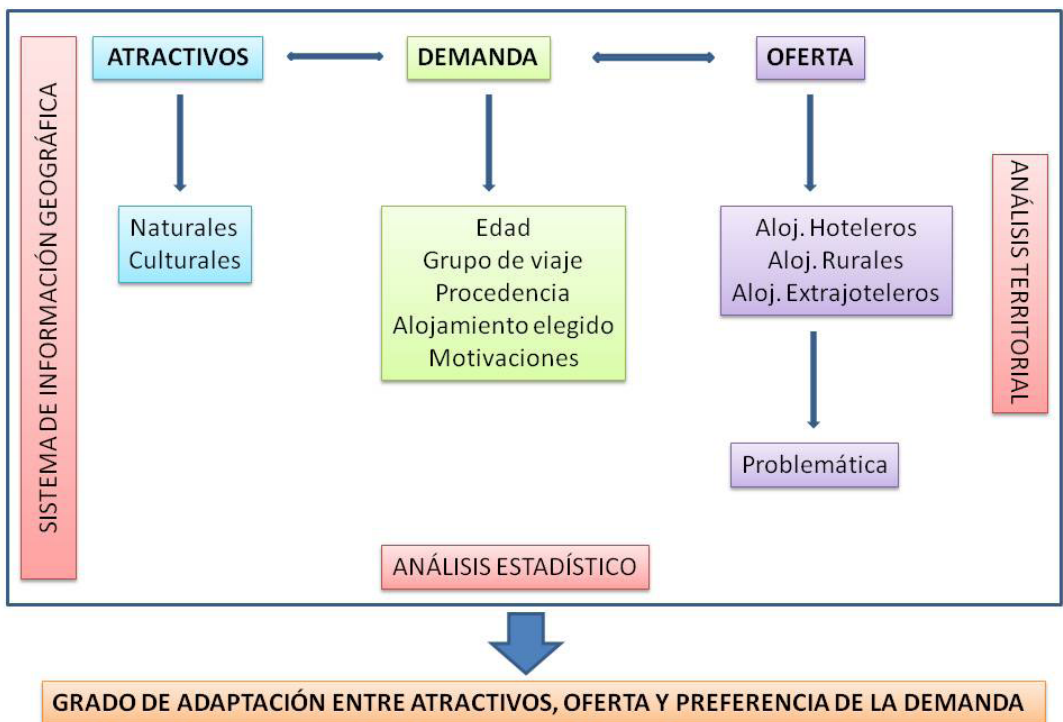 SISTEMA DE INFORMACIÓN GEOGRÁFICA
ATRACTIVOS
DEMANDA
OFERTA
Naturales
Culturales
Edad
Grupo de viaje
Procedencia
Alojamiento elegido
Motivaciones
Aloj. Hoteleros
Aloj. Rurales
Aloj. Extrajoteleros
Problemática
ANÁLISIS TERRITORIAL
ANÁLISIS ESTADÍSTICO
GRADO DE ADAPTACIÓN ENTRE ATRACTIVOS, OFERTA Y PREFERENCIA DE LA DEMANDA